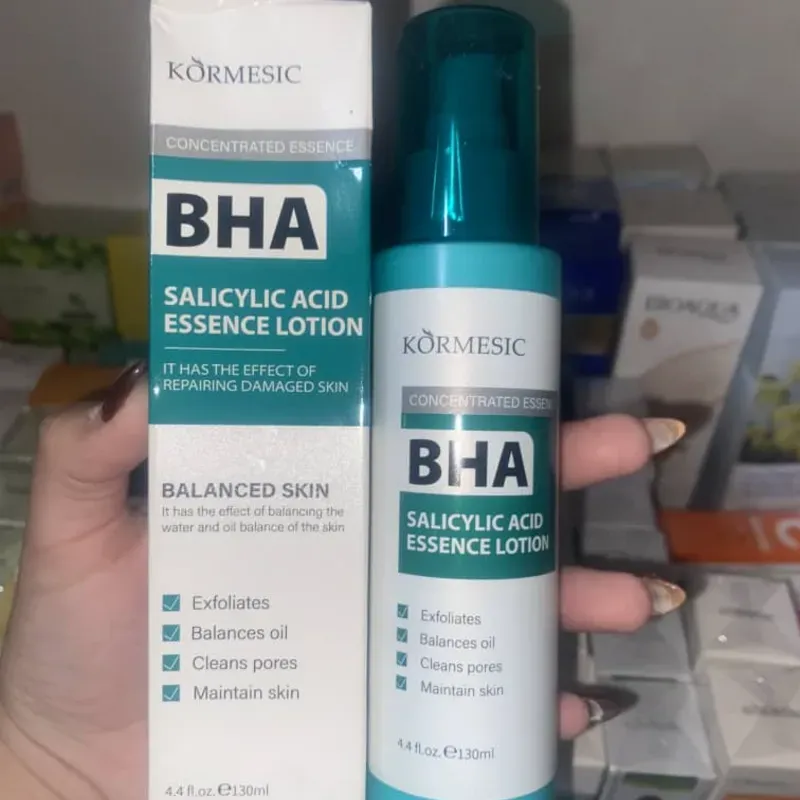 KORMESIC
CONCENTRATED ESSENCE
BHA
SALICYLIC ACID
ESSENCE LOTION
IT HAS THE EFFECT OF
REPAIRING DAMAGED SKIN
BALANCED SKIN
It has the effect of balancing the
water and oil balance of the skin
Exfoliates
Balances oil
Cleans pores
Maintain skin
4.4 fl.oz. ℮130ml
KORMESIC
CONCENTRATED ESSEN
BHA
SALICYLIC ACID
ESSENCE LOTION
Exfoliates
Balances oil
Cleans pores
Maintain skin
4.4 fl.oz. ℮130ml
BIOAQUA